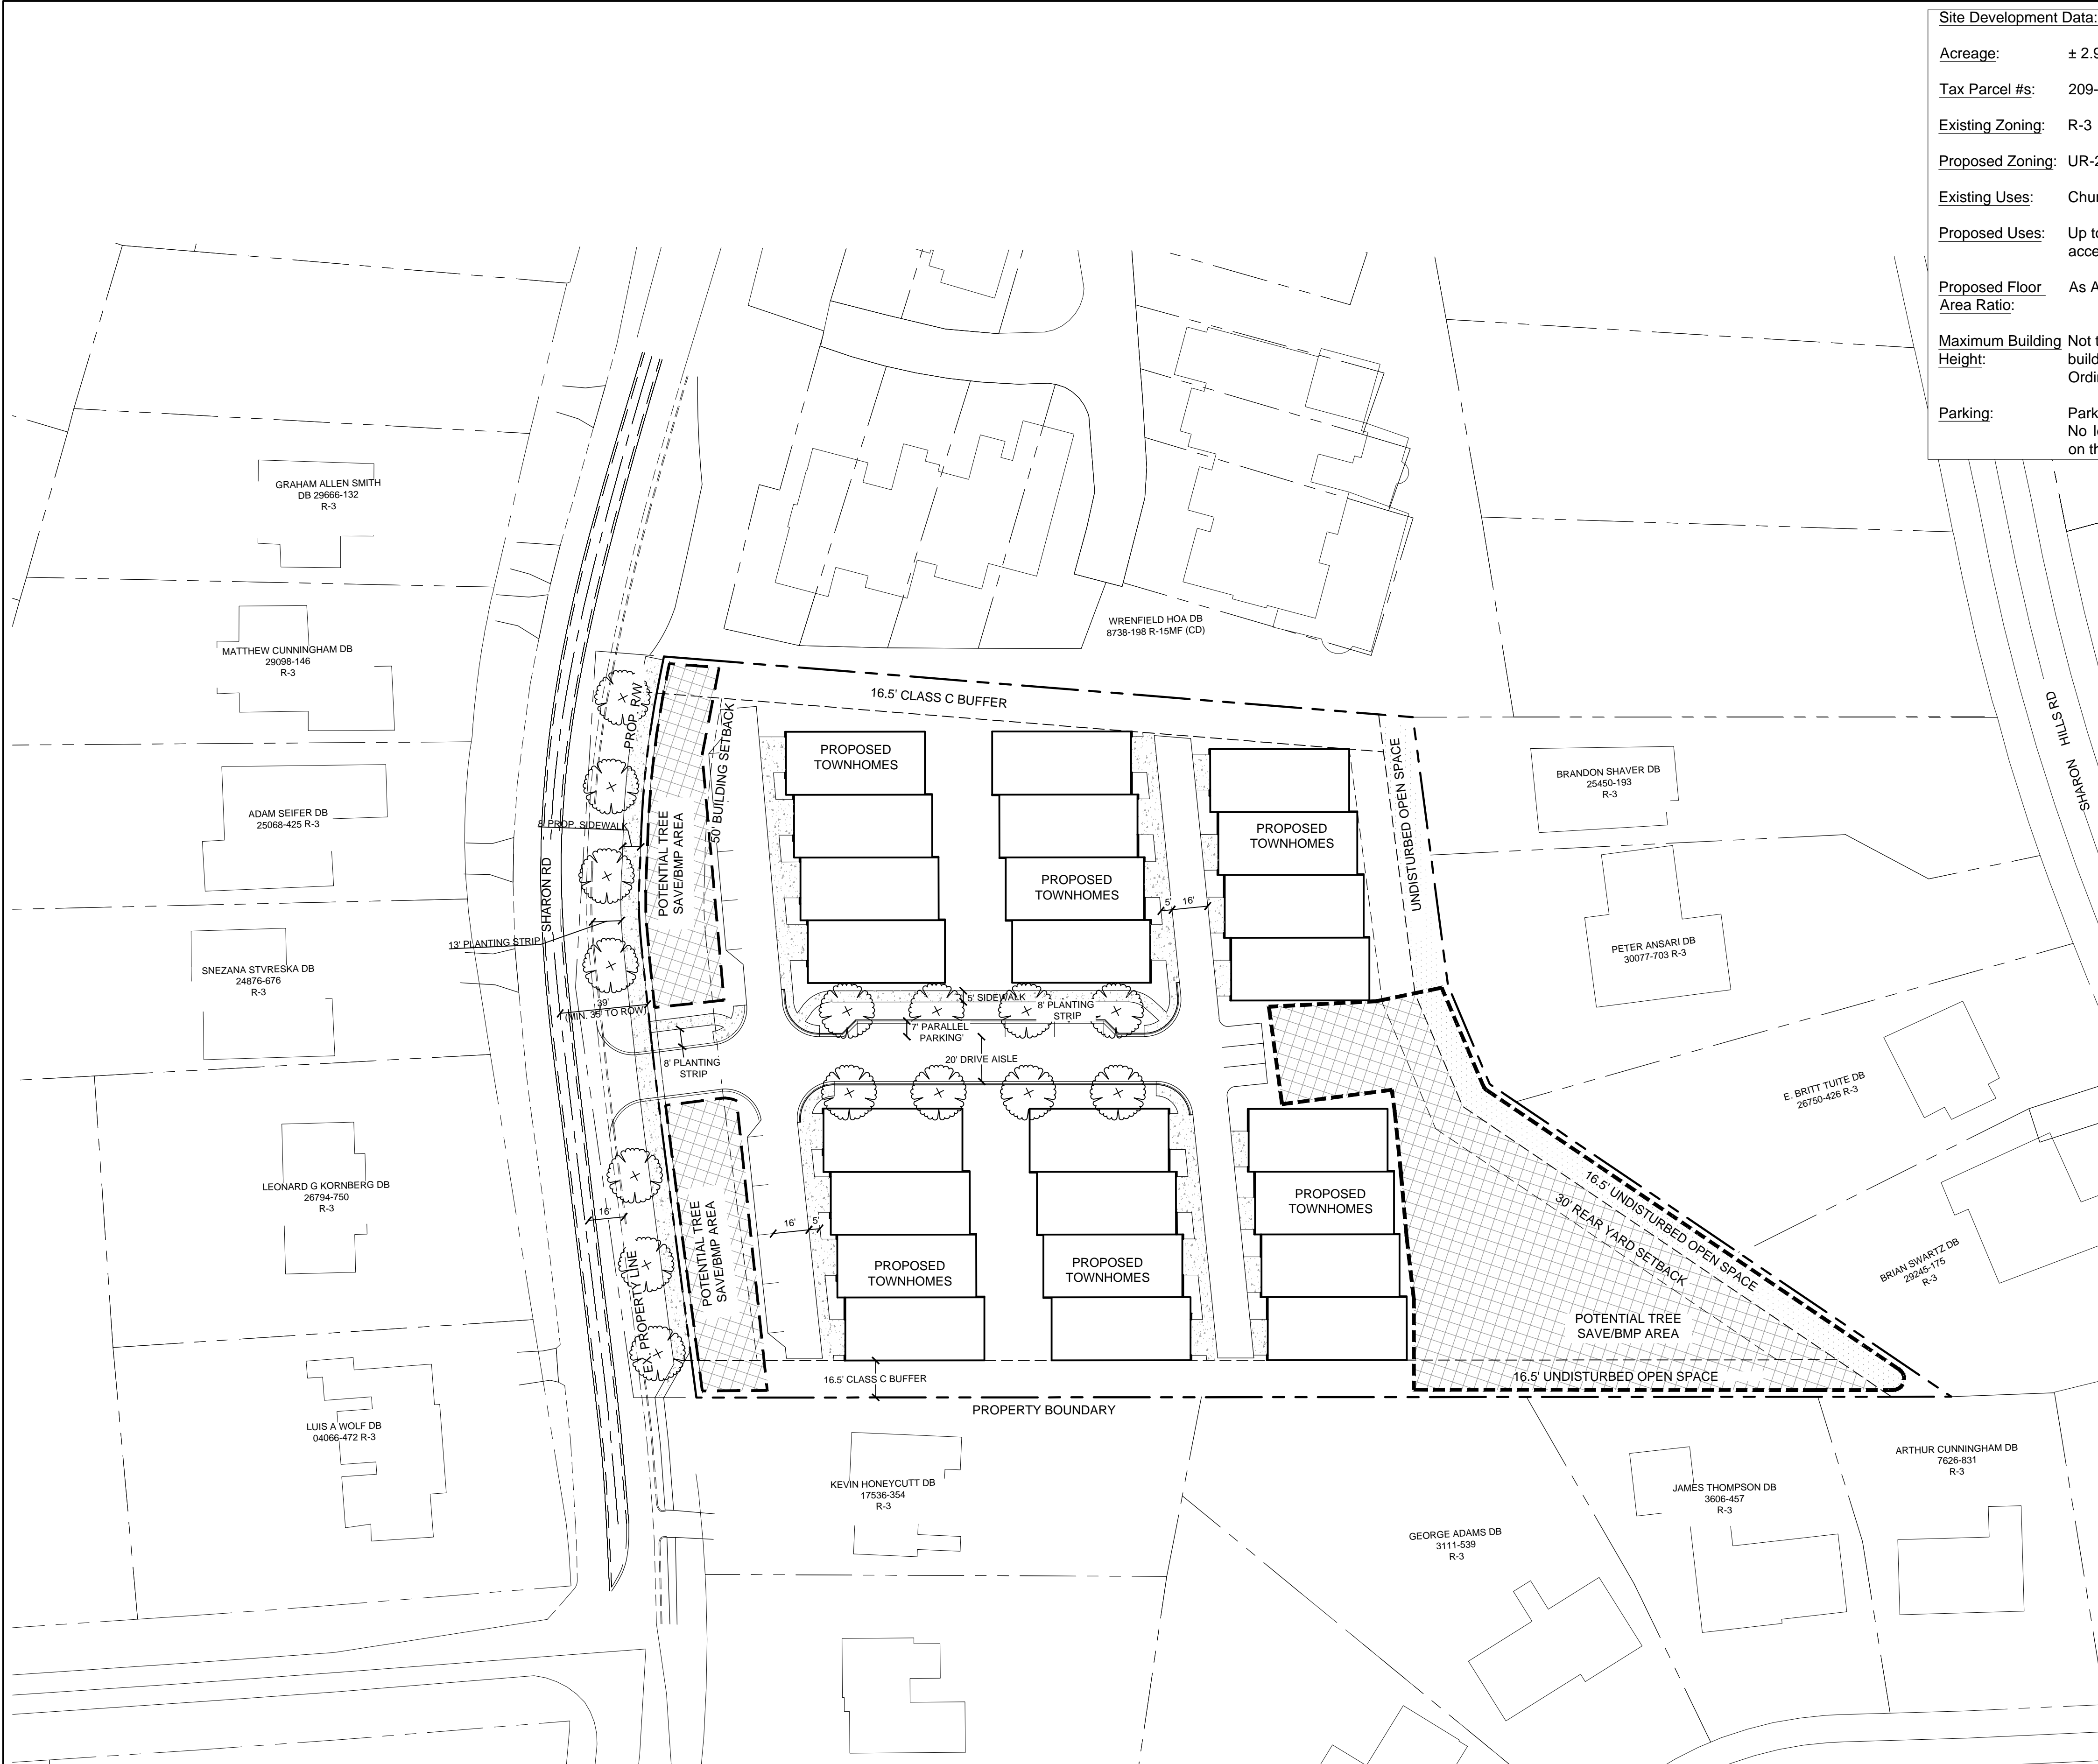 Site Development Data:
Acreage: ± 2.9
Tax Parcel #s: 209-
Existing Zoning: R-3
Proposed Zoning: UR-2
Existing Uses:
Proposed Uses: Up to
Proposed Floor As
Area Ratio:
Maximum Building Not
Height:
Parking:
No
on
GRAHAM ALLEN SMITH
DB 29666-132
R-3
MATTHEW CUNNINGHAM DB
29098-146
R-3
ADAM SEIFER DB
25068-425 R-3
SNEZANA STVRESKA DB
24876-676
R-3
LEONARD G KORNBERG DB
26794-750
R-3
LUIS A WOLF DB
04066-472 R-3
SHARON RD
WRENFIELD HOA DB
8738-198 R-15MF (CD)
16.5' CLASS C BUFFER
PROP. R/W
50' BUILDING SETBACK
POTENTIAL TREE
SAVE/BMP AREA
8' PROP. SIDEWALK
13' PLANTING STRIP
39'
(MIN. 35' TO ROW)
8' PLANTING
STRIP
PROPOSED
TOWNHOMES
PROPOSED
TOWNHOMES
PROPOSED
TOWNHOMES
5'
16'
5' SIDEWALK
8' PLANTING
STRIP
7' PARALLEL
PARKING'
20' DRIVE AISLE
UNDISTURBED OPEN SPACE
POTENTIAL TREE
SAVE/BMP AREA
16'
EX. PROPERTY LINE
16'
5'
PROPOSED
TOWNHOMES
PROPOSED
TOWNHOMES
PROPOSED
TOWNHOMES
16.5' CLASS C BUFFER
PROPERTY BOUNDARY
16.5' UNDISTURBED OPEN SPACE
30' REAR YARD SETBACK
POTENTIAL TREE
SAVE/BMP AREA
16.5' UNDISTURBED OPEN SPACE
BRANDON SHAVER DB
25450-193
R-3
PETER ANSARI DB
30077-703 R-3
E. BRITT TUITE DB
26750-426 R-3
BRIAN SWARTZ DB
29245-175
R-3
SHARON HILLS RD
KEVIN HONEYCUTT DB
17536-354
R-3
GEORGE ADAMS DB
3111-539
R-3
JAMES THOMPSON DB
3606-457
R-3
ARTHUR CUNNINGHAM DB
7626-831
R-3